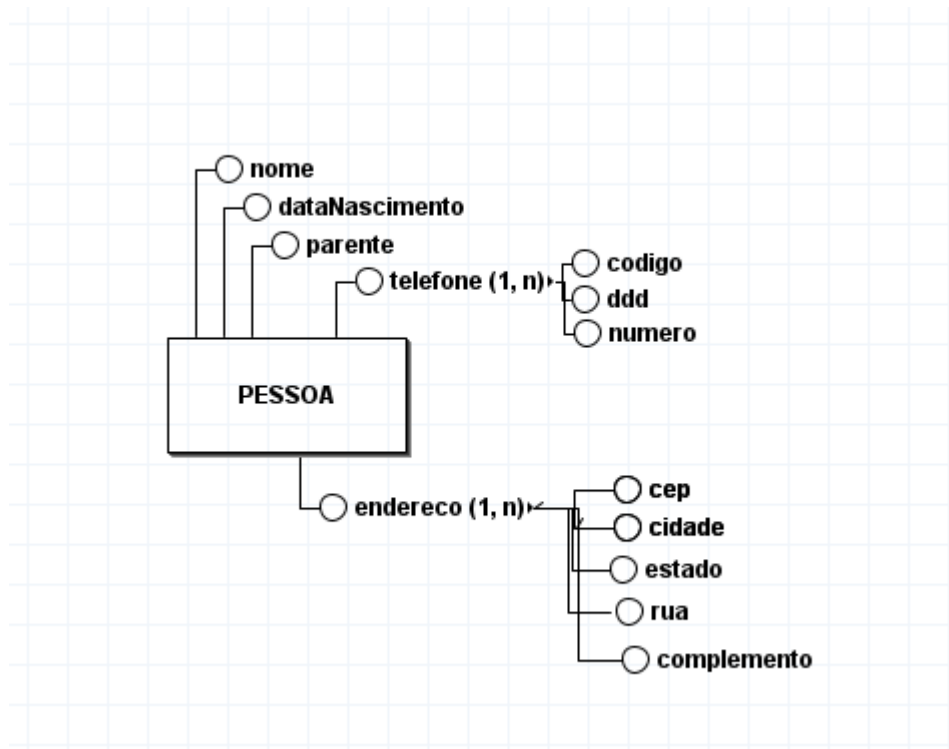 nome
dataNascimento
parente
telefone (1, n)
codigo
ddd
numero
PESSOA
endereco (1, n)
cep
cidade
estado
rua
complemento